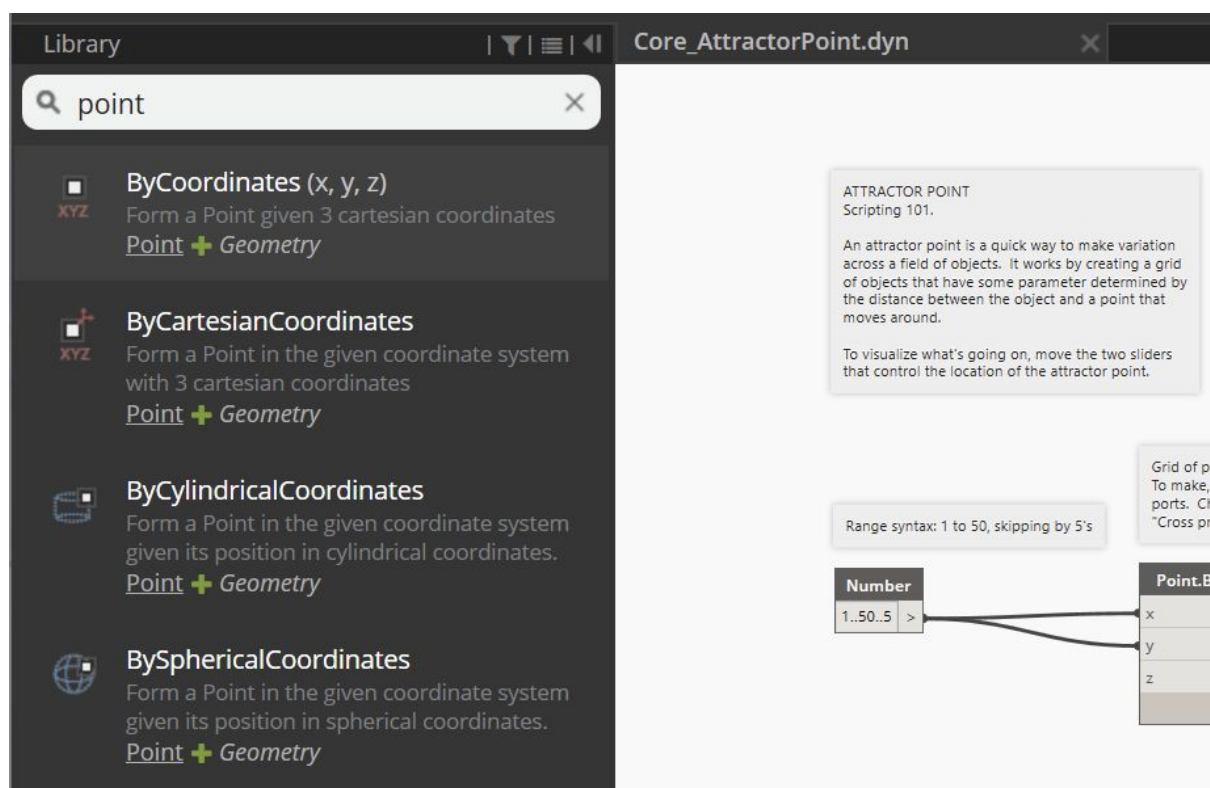 Library
point
ByCoordinates (x, y, z)
Form a Point given 3 cartesian coordinates
Point Geometry
ByCartesianCoordinates
Form a Point in the given coordinate system
with 3 cartesian coordinates
Point Geometry
ByCylindricalCoordinates
Form a Point in the given coordinate system
given its position in cylindrical coordinates.
Point Geometry
BySphericalCoordinates
Form a Point in the given coordinate system
given its position in spherical coordinates.
Point Geometry
XYZ
XYZ
Core_AttractorPoint.dyn
ATTRACTOR POINT
Scripting 101.
An attractor point is a quick way to make variation
across a field of objects. It works by creating a grid
of objects that have some parameter determined by
the distance between the object and a point that
moves around.
To visualize what's going on, move the two sliders
that control the location of the attractor point.
Range syntax: 1 to 50, skipping by 5's
Number
1..50..5 >
Grid of
To make,
ports.
"Cross
Point.
x
y
z